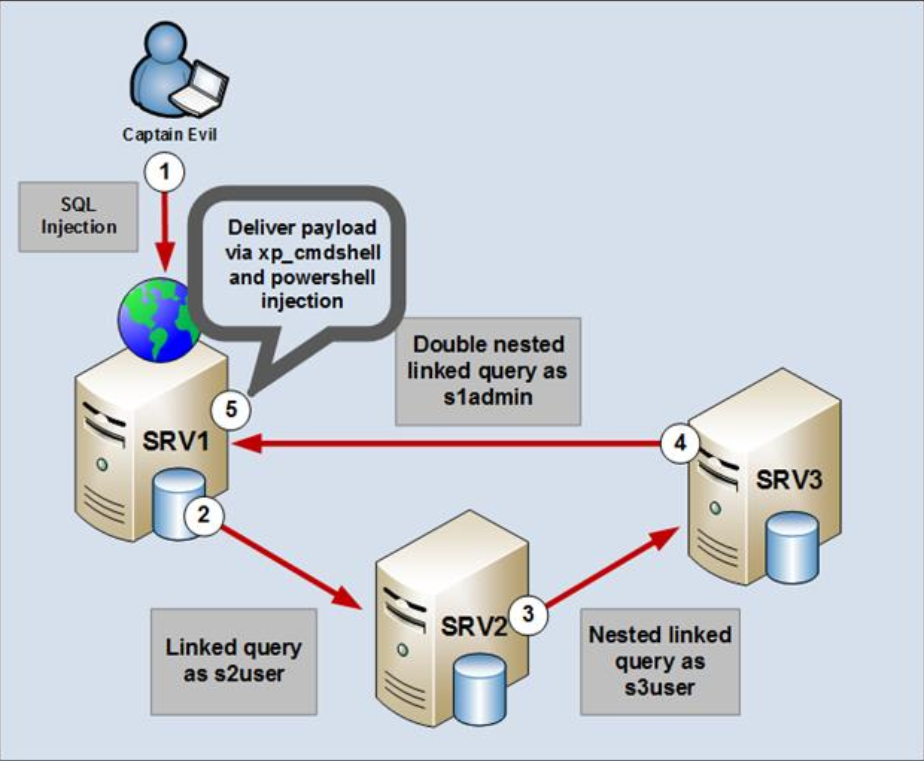 Captain Evil
1
SQL
Injection
Deliver payload
via xp_cmdshell
and powershell
injection
Double nested
linked query as
s1admin
5
SRV1
4
SRV3
2
SRV2
3
Linked query
as s2user
Nested linked
query as
s3user